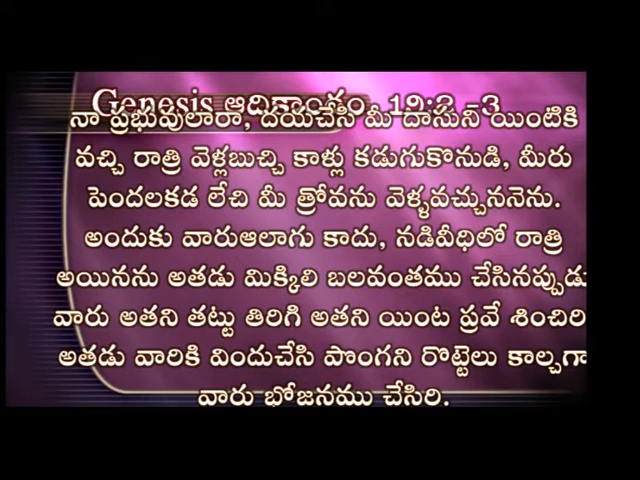 Genesis ఆదికాండం 19:2 -3
నా ప్రభువులారా, దయచేసి మీ దాసుని యింటికి
వచ్చి రాత్రి వెళ్లబుచ్చి కాళ్లు కడుగుకొనుడి, మీరు
పెందలకడ లేచి మీ త్రోవను వెళ్ళవచ్చుననెను.
అందుకు వారుఆలాగు కాదు, నడివీధిలో రాత్రి
అయినను అతడు మిక్కిలి బలవంతము చేసినప్పుడు
వారు అతని తట్టు తిరిగి అతని యింట ప్రవే శించిరి
అతడు వారికి విందుచేసి పొంగని రొట్టెలు కాల్చగా
వారు భోజనము చేసిరి.